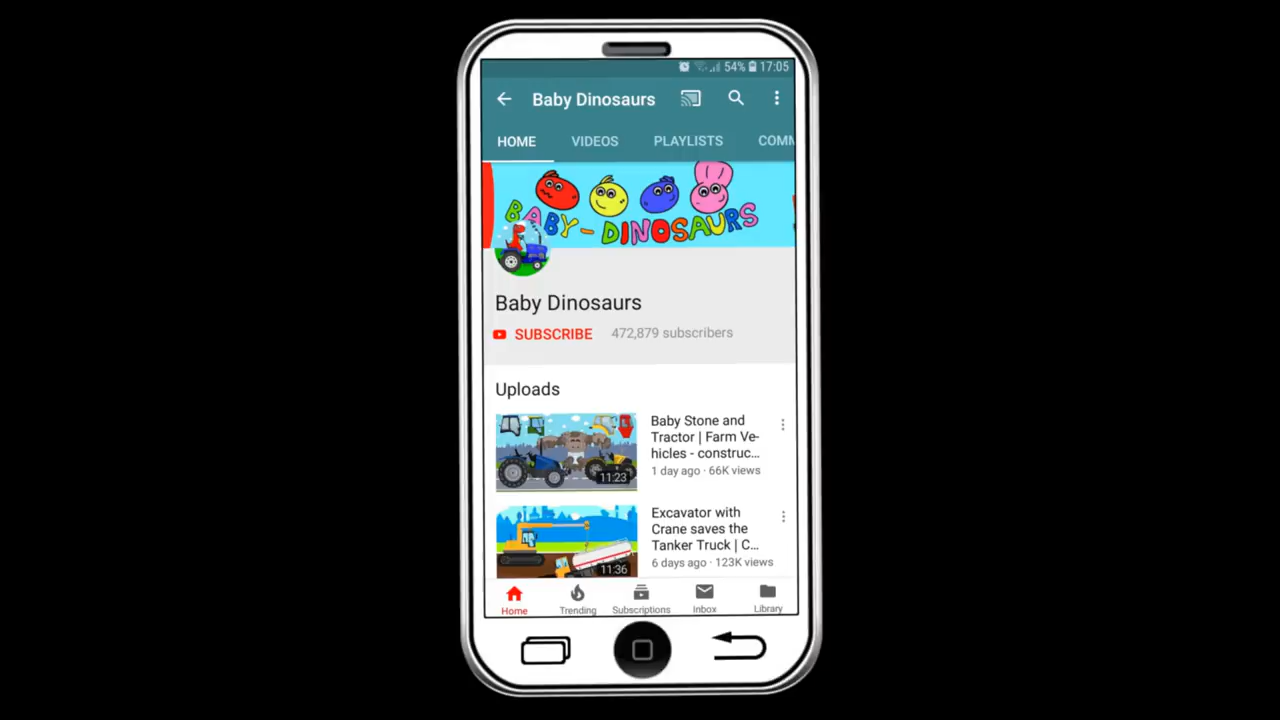 54% 17:05
Baby Dinosaurs
HOME VIDEOS PLAYLISTS COMM
BABY-DINOSAURS
Baby Dinosaurs
SUBSCRIBE 472,879 subscribers
Uploads
Baby Stone and
Tractor | Farm Ve-
hicles - construc...
1 day ago · 66K views
11:23
Excavator with
Crane saves the
Tanker Truck | C...
6 days ago · 123K views
11:36
Home Trending Subscriptions Inbox Library